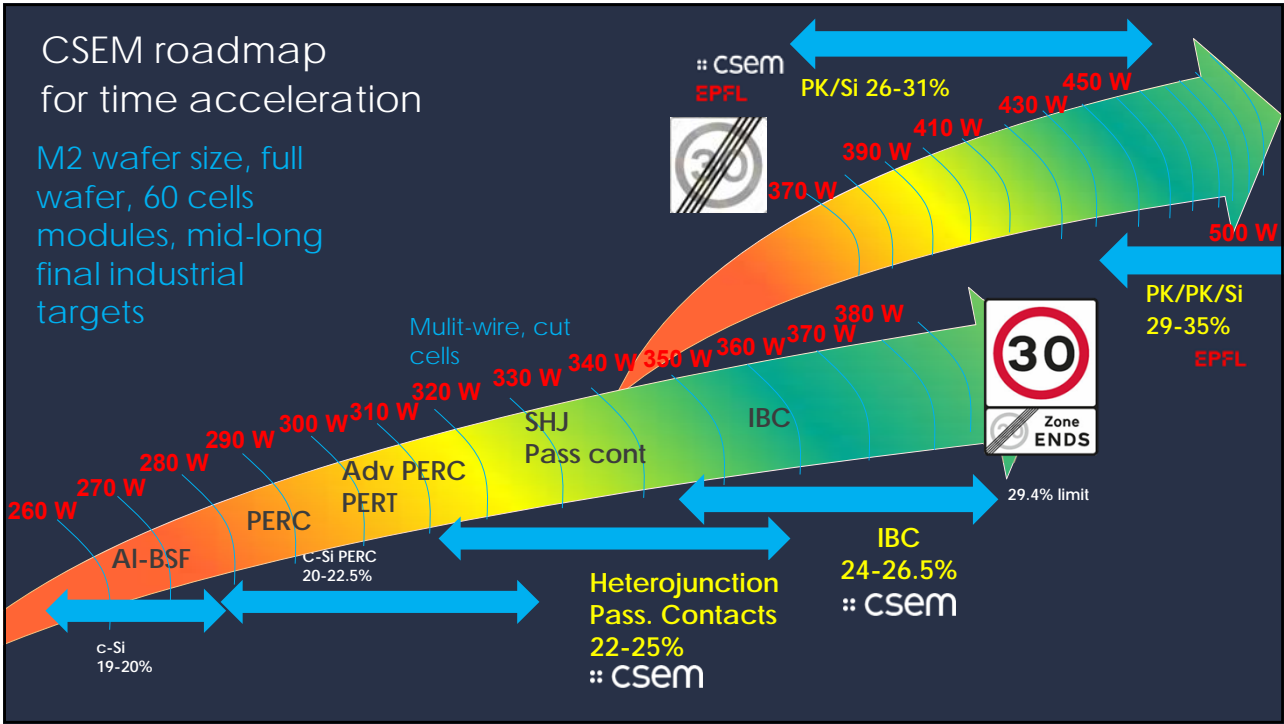 CSEM roadmap
for time acceleration
M2 wafer size, full
wafer, 60 cells
modules, mid-long
final industrial
targets
:: csem
EPFL
30
PK/Si 26-31%
370 W
390 W
410 W
430 W
450 W
500 W
PK/PK/Si
29-35%
EPFL
Mulit-wire, cut
cells
260 W
270 W
280 W
290 W
300 W
310 W
320 W
330 W
340 W
350 W
360 W
370 W
380 W
Al-BSF
PERC
Adv PERC
PERT
SHJ
Pass cont
IBC
30
20
Zone
ENDS
29.4% limit
c-Si
19-20%
C-Si PERC
20-22.5%
Heterojunction
Pass. Contacts
22-25%
:: csem
IBC
24-26.5%
:: csem